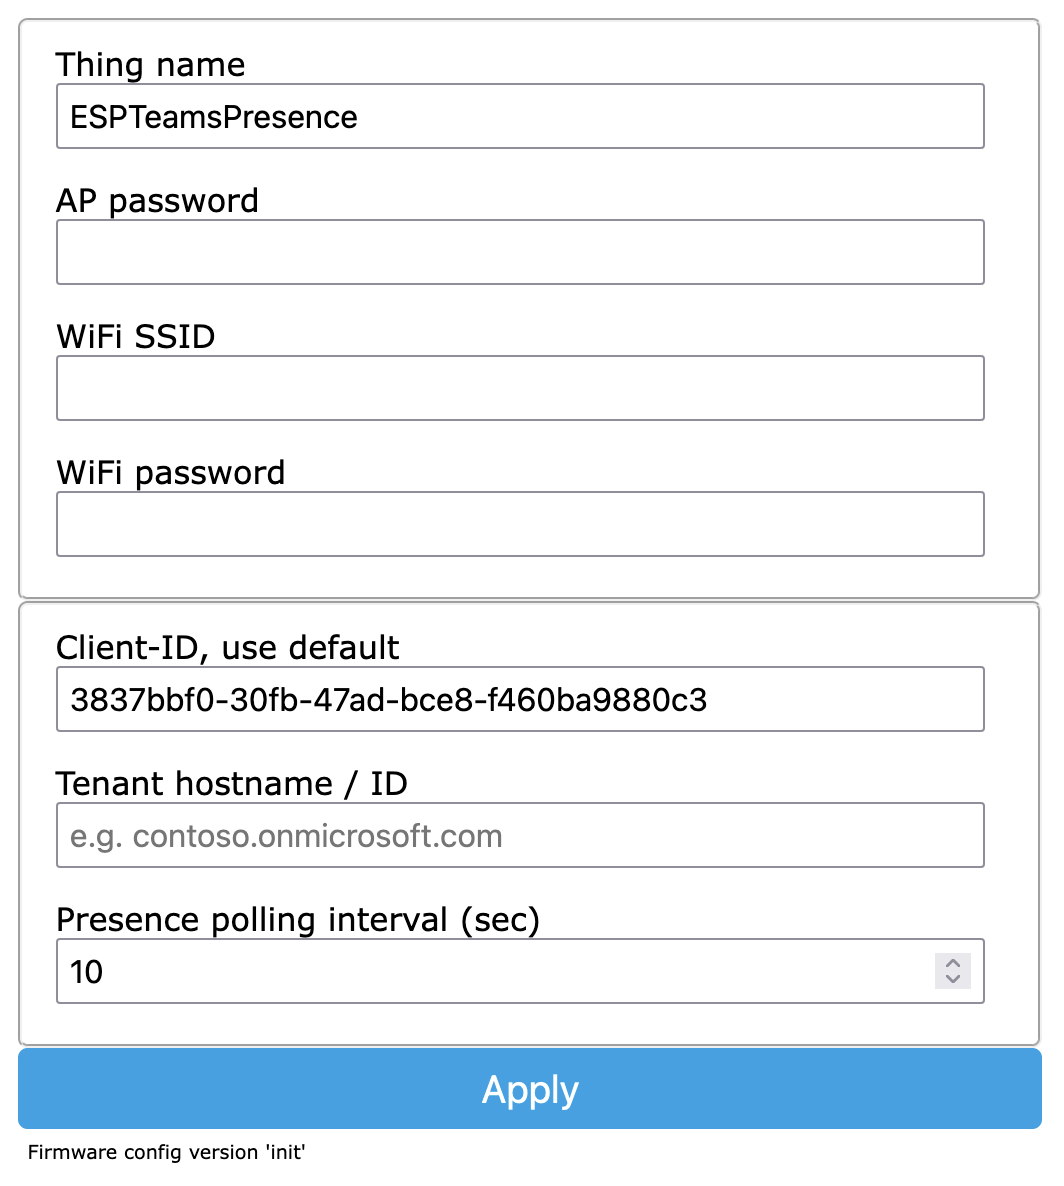 Thing name
ESPTeamsPresence
AP password
WiFi SSID
WiFi password
Client-ID, use default
3837bbf0-30fb-47ad-bce8-f460ba9880c3
Tenant hostname / ID
e.g. contoso.onmicrosoft.com
Presence polling interval (sec)
10
Apply
Firmware config version 'init'